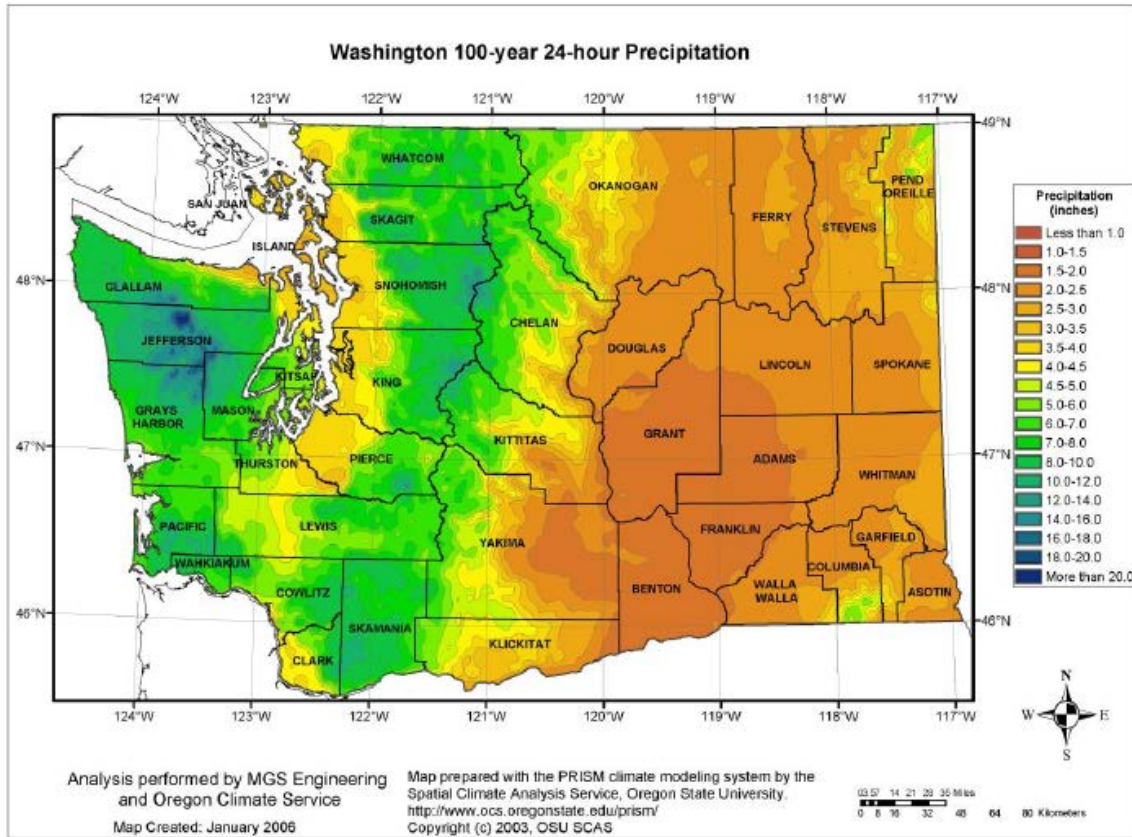 Washington 100-year 24-hour Precipitation
124°W 123°W 122°W 121°W 120°W 119°W 118°W 117°W
49°N
48°N
47°N
46°N
49°N
48°N
47°N
46°N
WHATCOM
SAN JUAN
SKAGIT
ISLAND
OKANOGAN
FERRY
STEVENS
PEND
OREILLE
CLALLAM
SNOHOMISH
CHELAN
JEFFERSON
DOUGLAS
LINCOLN
SPOKANE
KITSAP
KING
GRAYS
HARBOR
MASON
KITTITAS
GRANT
ADAMS
WHITMAN
THURSTON
PIERCE
PACIFIC
LEWIS
YAKIMA
FRANKLIN
GARFIELD
WAHKIAKUM
COLUMBIA
COWLITZ
BENTON
WALLA
WALLA
ASOTIN
SKAMANIA
KLICKITAT
CLARK
124°W 123°W 122°W 121°W 120°W 119°W 118°W 117°W
Precipitation
(inches)
Less than 1.0
1.0-1.5
1.5-2.0
2.0-2.5
2.5-3.0
3.0-3.5
3.5-4.0
4.0-4.5
4.5-5.0
5.0-6.0
6.0-7.0
7.0-8.0
8.0-10.0
10.0-12.0
12.0-14.0
14.0-16.0
16.0-18.0
18.0-20.0
More than 20.0
N
W E
S
Analysis performed by MGS Engineering
and Oregon Climate Service
Map Created: January 2006
Map prepared with the PRISM climate modeling system by the
Spatial Climate Analysis Service, Oregon State University.
http://www.ocs.oregonstate.edu/prism/
Copyright (c) 2003, OSU SCAS
14 21 28 35 Miles
48 64 80 Kilometers